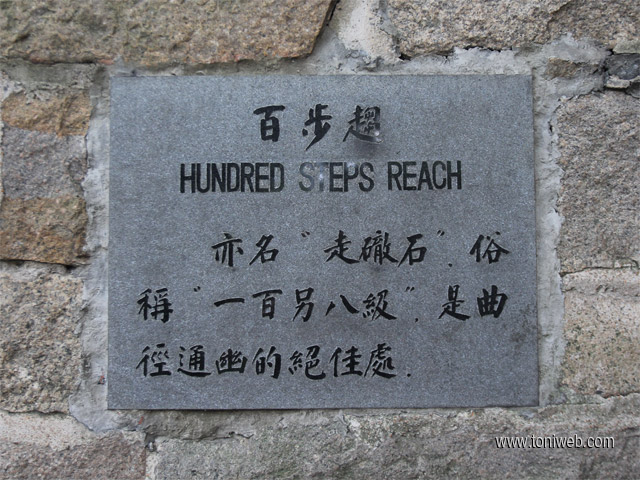 百步趨
HUNDRED STEPS REACH
亦名“走礮石”．俗
稱“一百另八級”．是曲
徑通幽的絕佳處．
www.toniweb.com